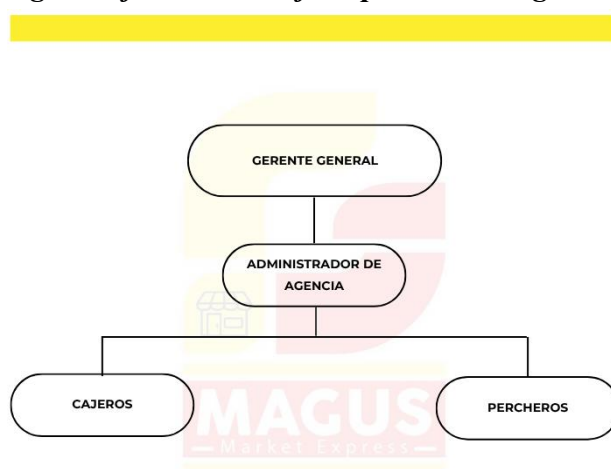 GERENTE GENERAL
ADMINISTRADOR DE
AGENCIA
CAJEROS
PERCHEROS
MAGUS
Market Express